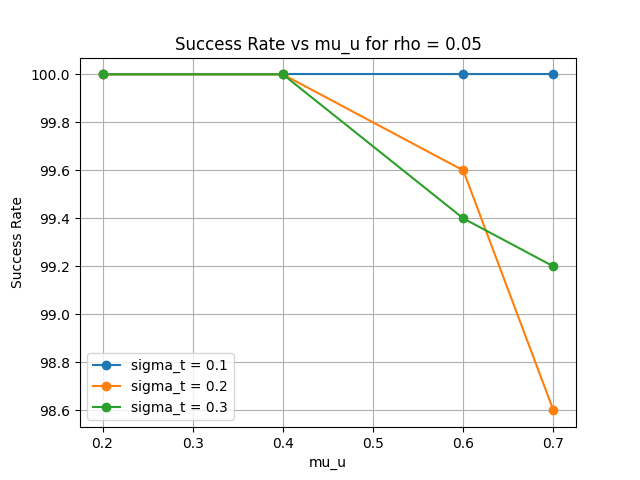 Success Rate vs mu_u for rho = 0.05
Success Rate
100.0
99.8
99.6
99.4
99.2
99.0
98.8
98.6
sigma_t = 0.1
sigma_t = 0.2
sigma_t = 0.3
0.2 0.3 0.4 0.5 0.6 0.7
mu_u